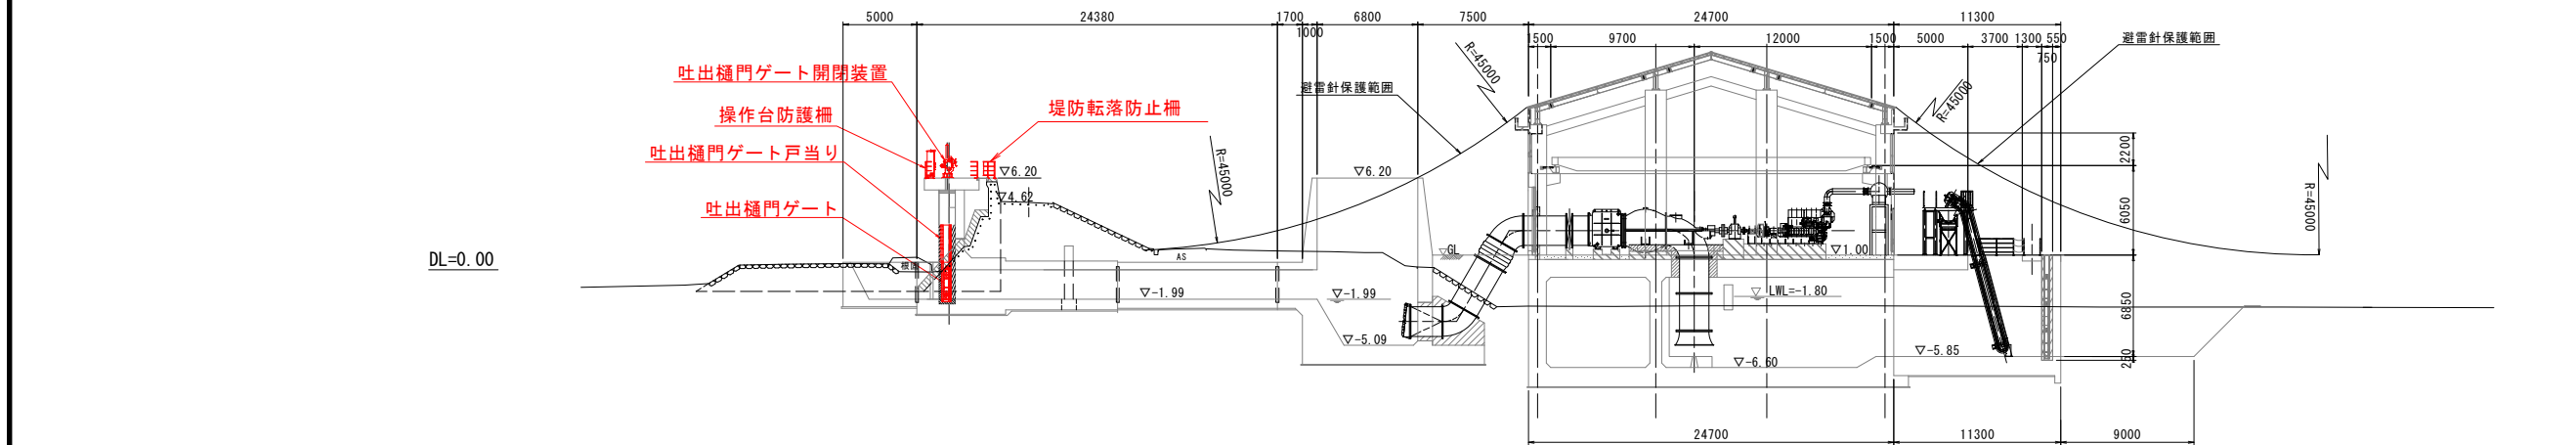 5000
24380
1700
6800
7500
24700
11300
1000
1500
9700
12000
1500
5000
3700
1300
550
750
避雷針保護範囲
R=45000
吐出樋門ゲート開閉装置
避雷針保護範囲
R=45000
堤防転落防止柵
操作台防護柵
吐出樋門ゲート戸当り
2200
▽6.20
▽6.20
R=45000
R=45000
▽4.62
吐出樋門ゲート
6050
DL=0.00
GL
▽1.00
AS
根固
▽-1.99
▽-1.99
▽ LWL=-1.80
6850
▽-5.09
▽-5.85
▽-6.60
250
24700
11300
9000